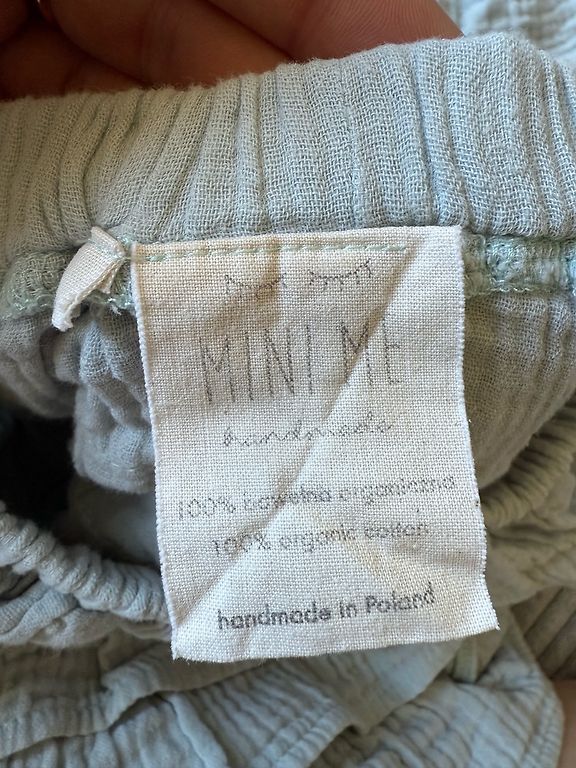 MINI ME
handmade
100% bawełna organiczna
100% organic cotton
handmade in Poland